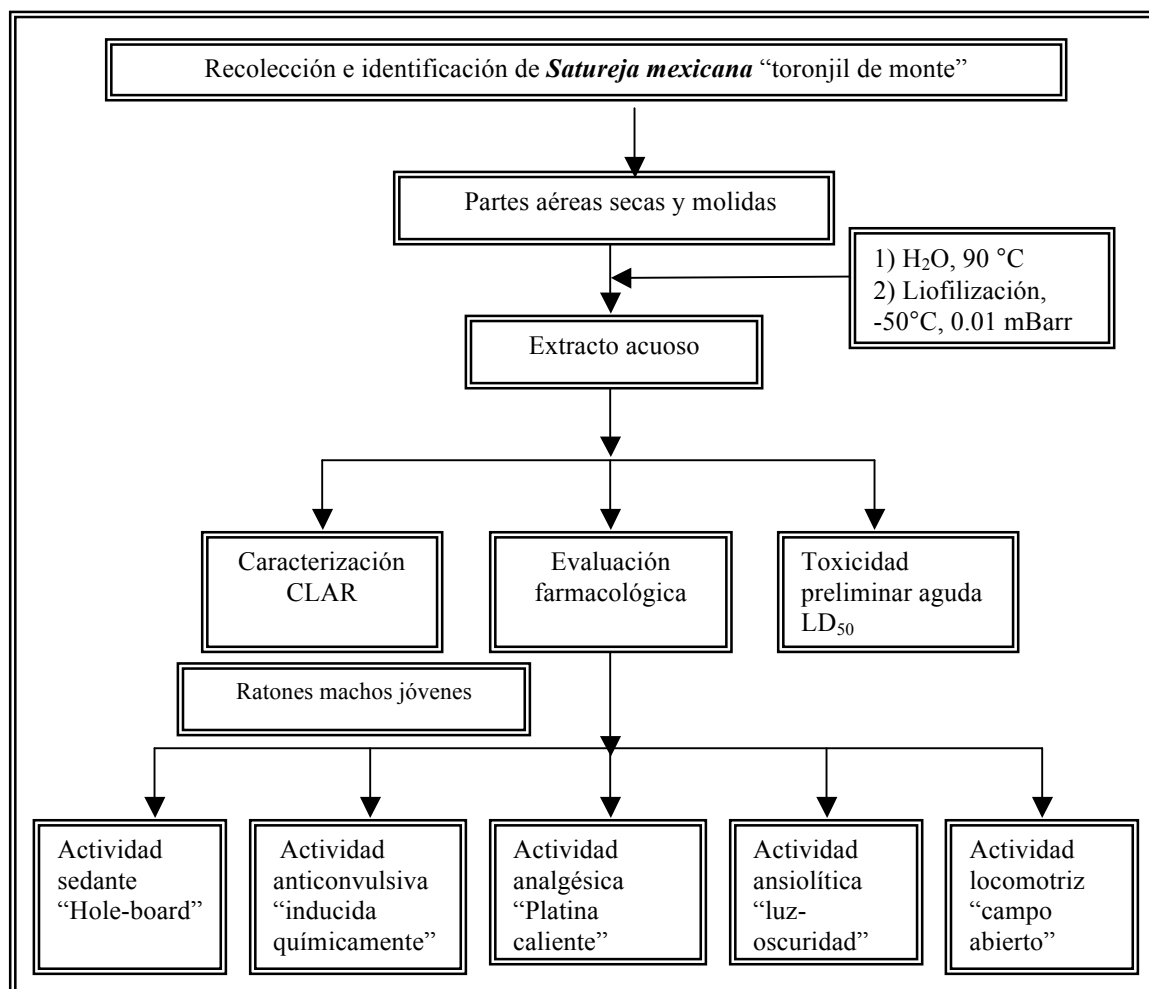 Recolección e identificación de Satureja mexicana “toronjil de monte”
Partes aéreas secas y molidas
1) H₂O, 90 °C
2) Liofilización,
-50°C, 0.01 mBarr
Extracto acuoso
Caracterización
CLAR
Evaluación
farmacológica
Toxicidad
preliminar aguda
LD₅₀
Ratones machos jóvenes
Actividad
sedante
“Hole-board”
Actividad
anticonvulsiva
“inducida
químicamente”
Actividad
analgésica
“Platina
caliente”
Actividad
ansiolítica
“luz-
oscuridad”
Actividad
locomotriz
“campo
abierto”